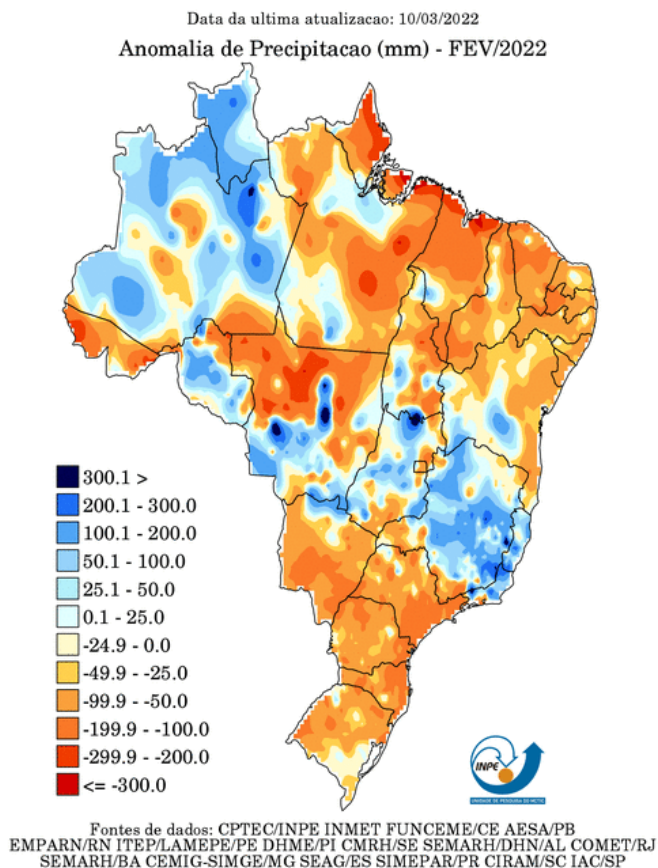 Data da ultima atualizacao: 10/03/2022
Anomalia de Precipitacao (mm) - FEV/2022
300.1 >
200.1 - 300.0
100.1 - 200.0
50.1 - 100.0
25.1 - 50.0
0.1 - 25.0
-24.9 - 0.0
-49.9 - -25.0
-99.9 - -50.0
-199.9 - -100.0
-299.9 - -200.0
<= -300.0
INPE
UNIDADE DE PESQUISA DO MCTIC
Fontes de dados: CPTEC/INPE INMET FUNCEME/CE AESA/PB
EMPARN/RN ITEP/LAMEPE/PE DHME/PI CMRH/SE SEMARH/DHN/AL COMET/RJ
SEMARH/BA CEMIG-SIMGE/MG SEAG/ES SIMEPAR/PR CIRAM/SC IAC/SP